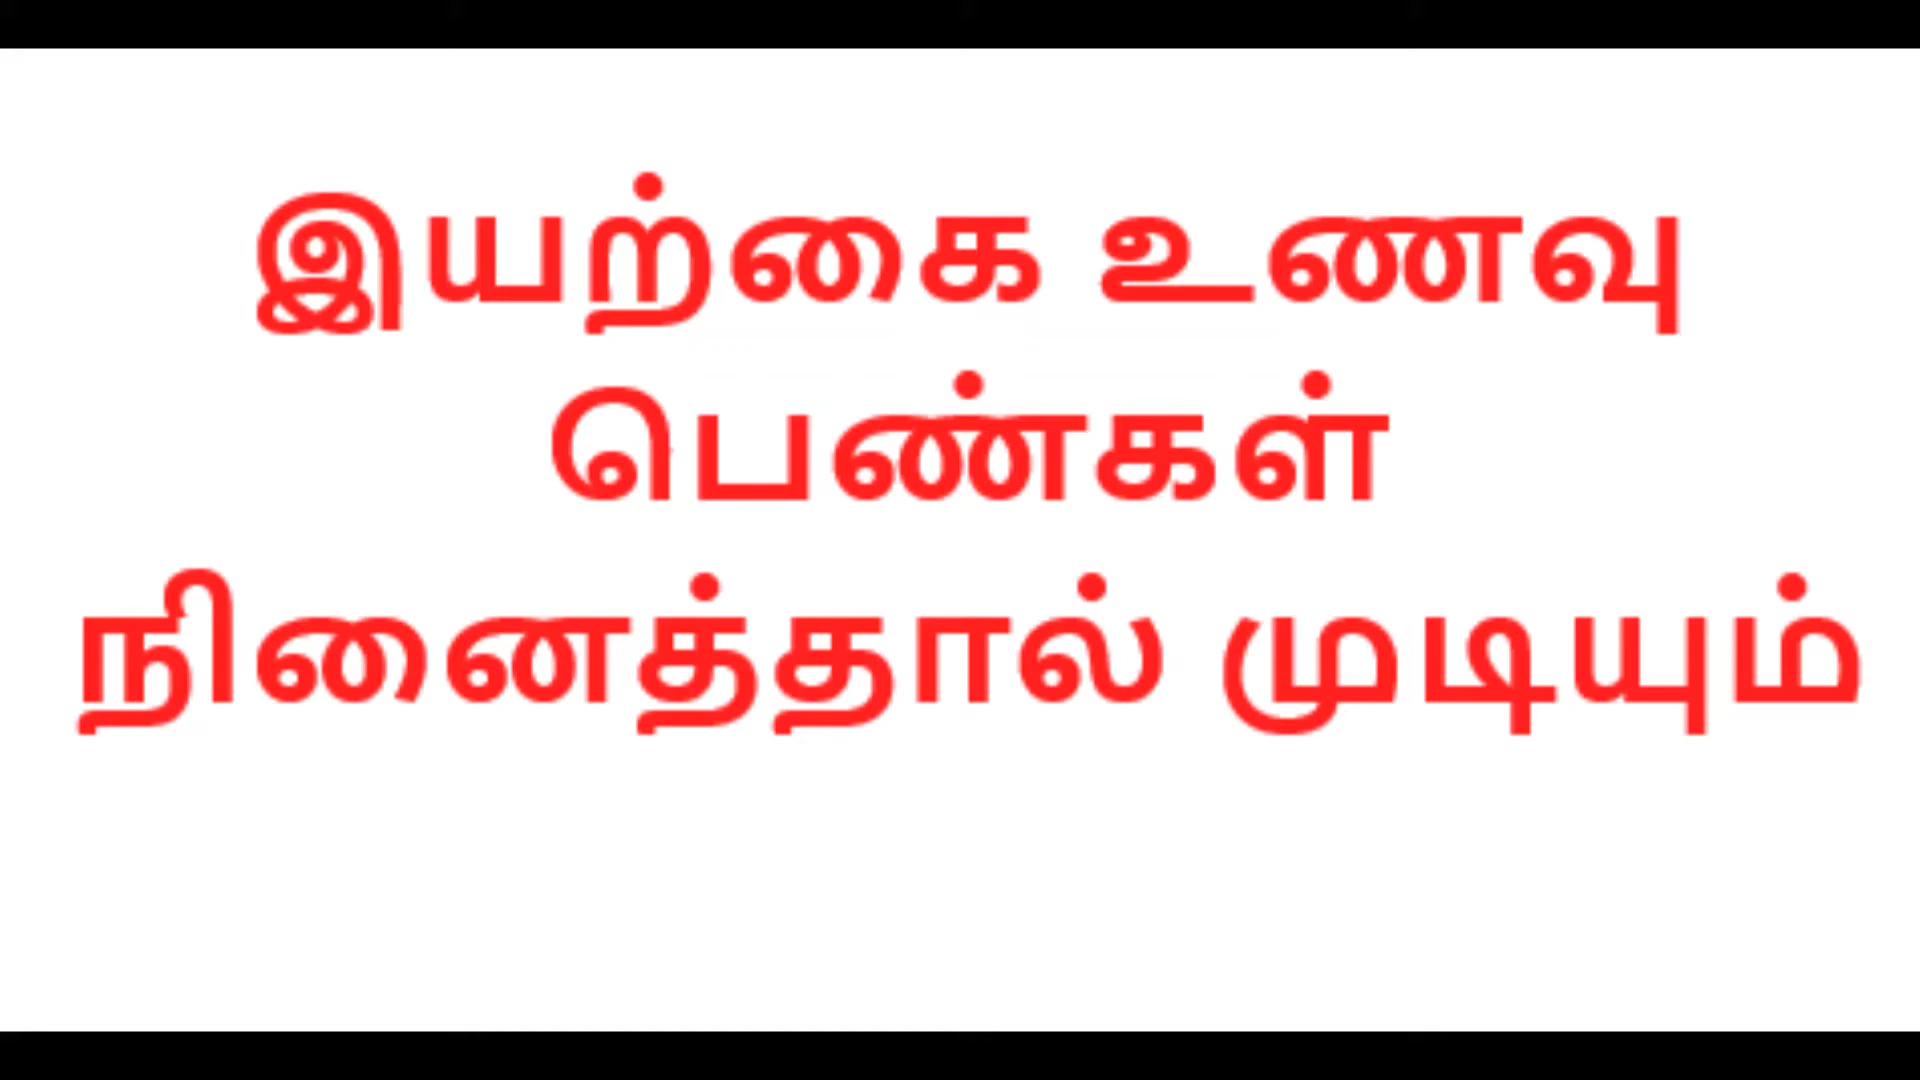 இயற்கை உணவு
பெண்கள்
நினைத்தால் முடியும்